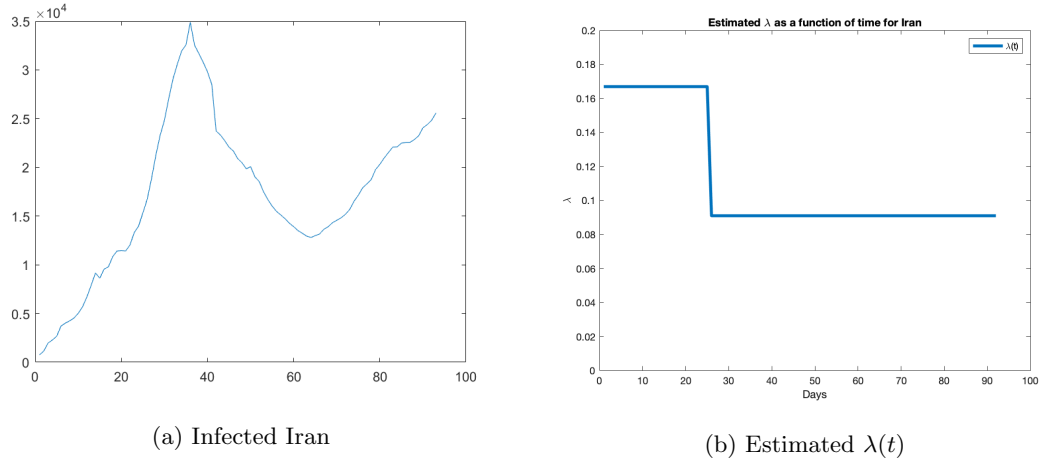 ×10⁴
3.5
3
2.5
2
1.5
1
0.5
0
0 20 40 60 80 100
(a) Infected Iran
Estimated λ as a function of time for Iran
λ(t)
0.2
0.18
0.16
0.14
0.12
0.1
0.08
0.06
0.04
0.02
0
λ
0 10 20 30 40 50 60 70 80 90 100
Days
(b) Estimated λ(t)